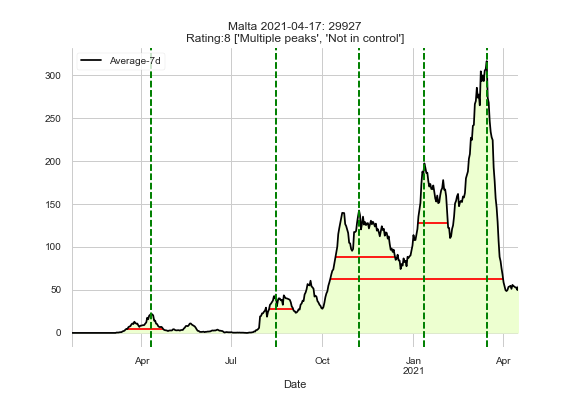 Malta 2021-04-17: 29927
Rating:8 ['Multiple peaks', 'Not in control']
Average-7d
300
250
200
150
100
50
0
Apr Jul Oct Jan Apr
2021
Date